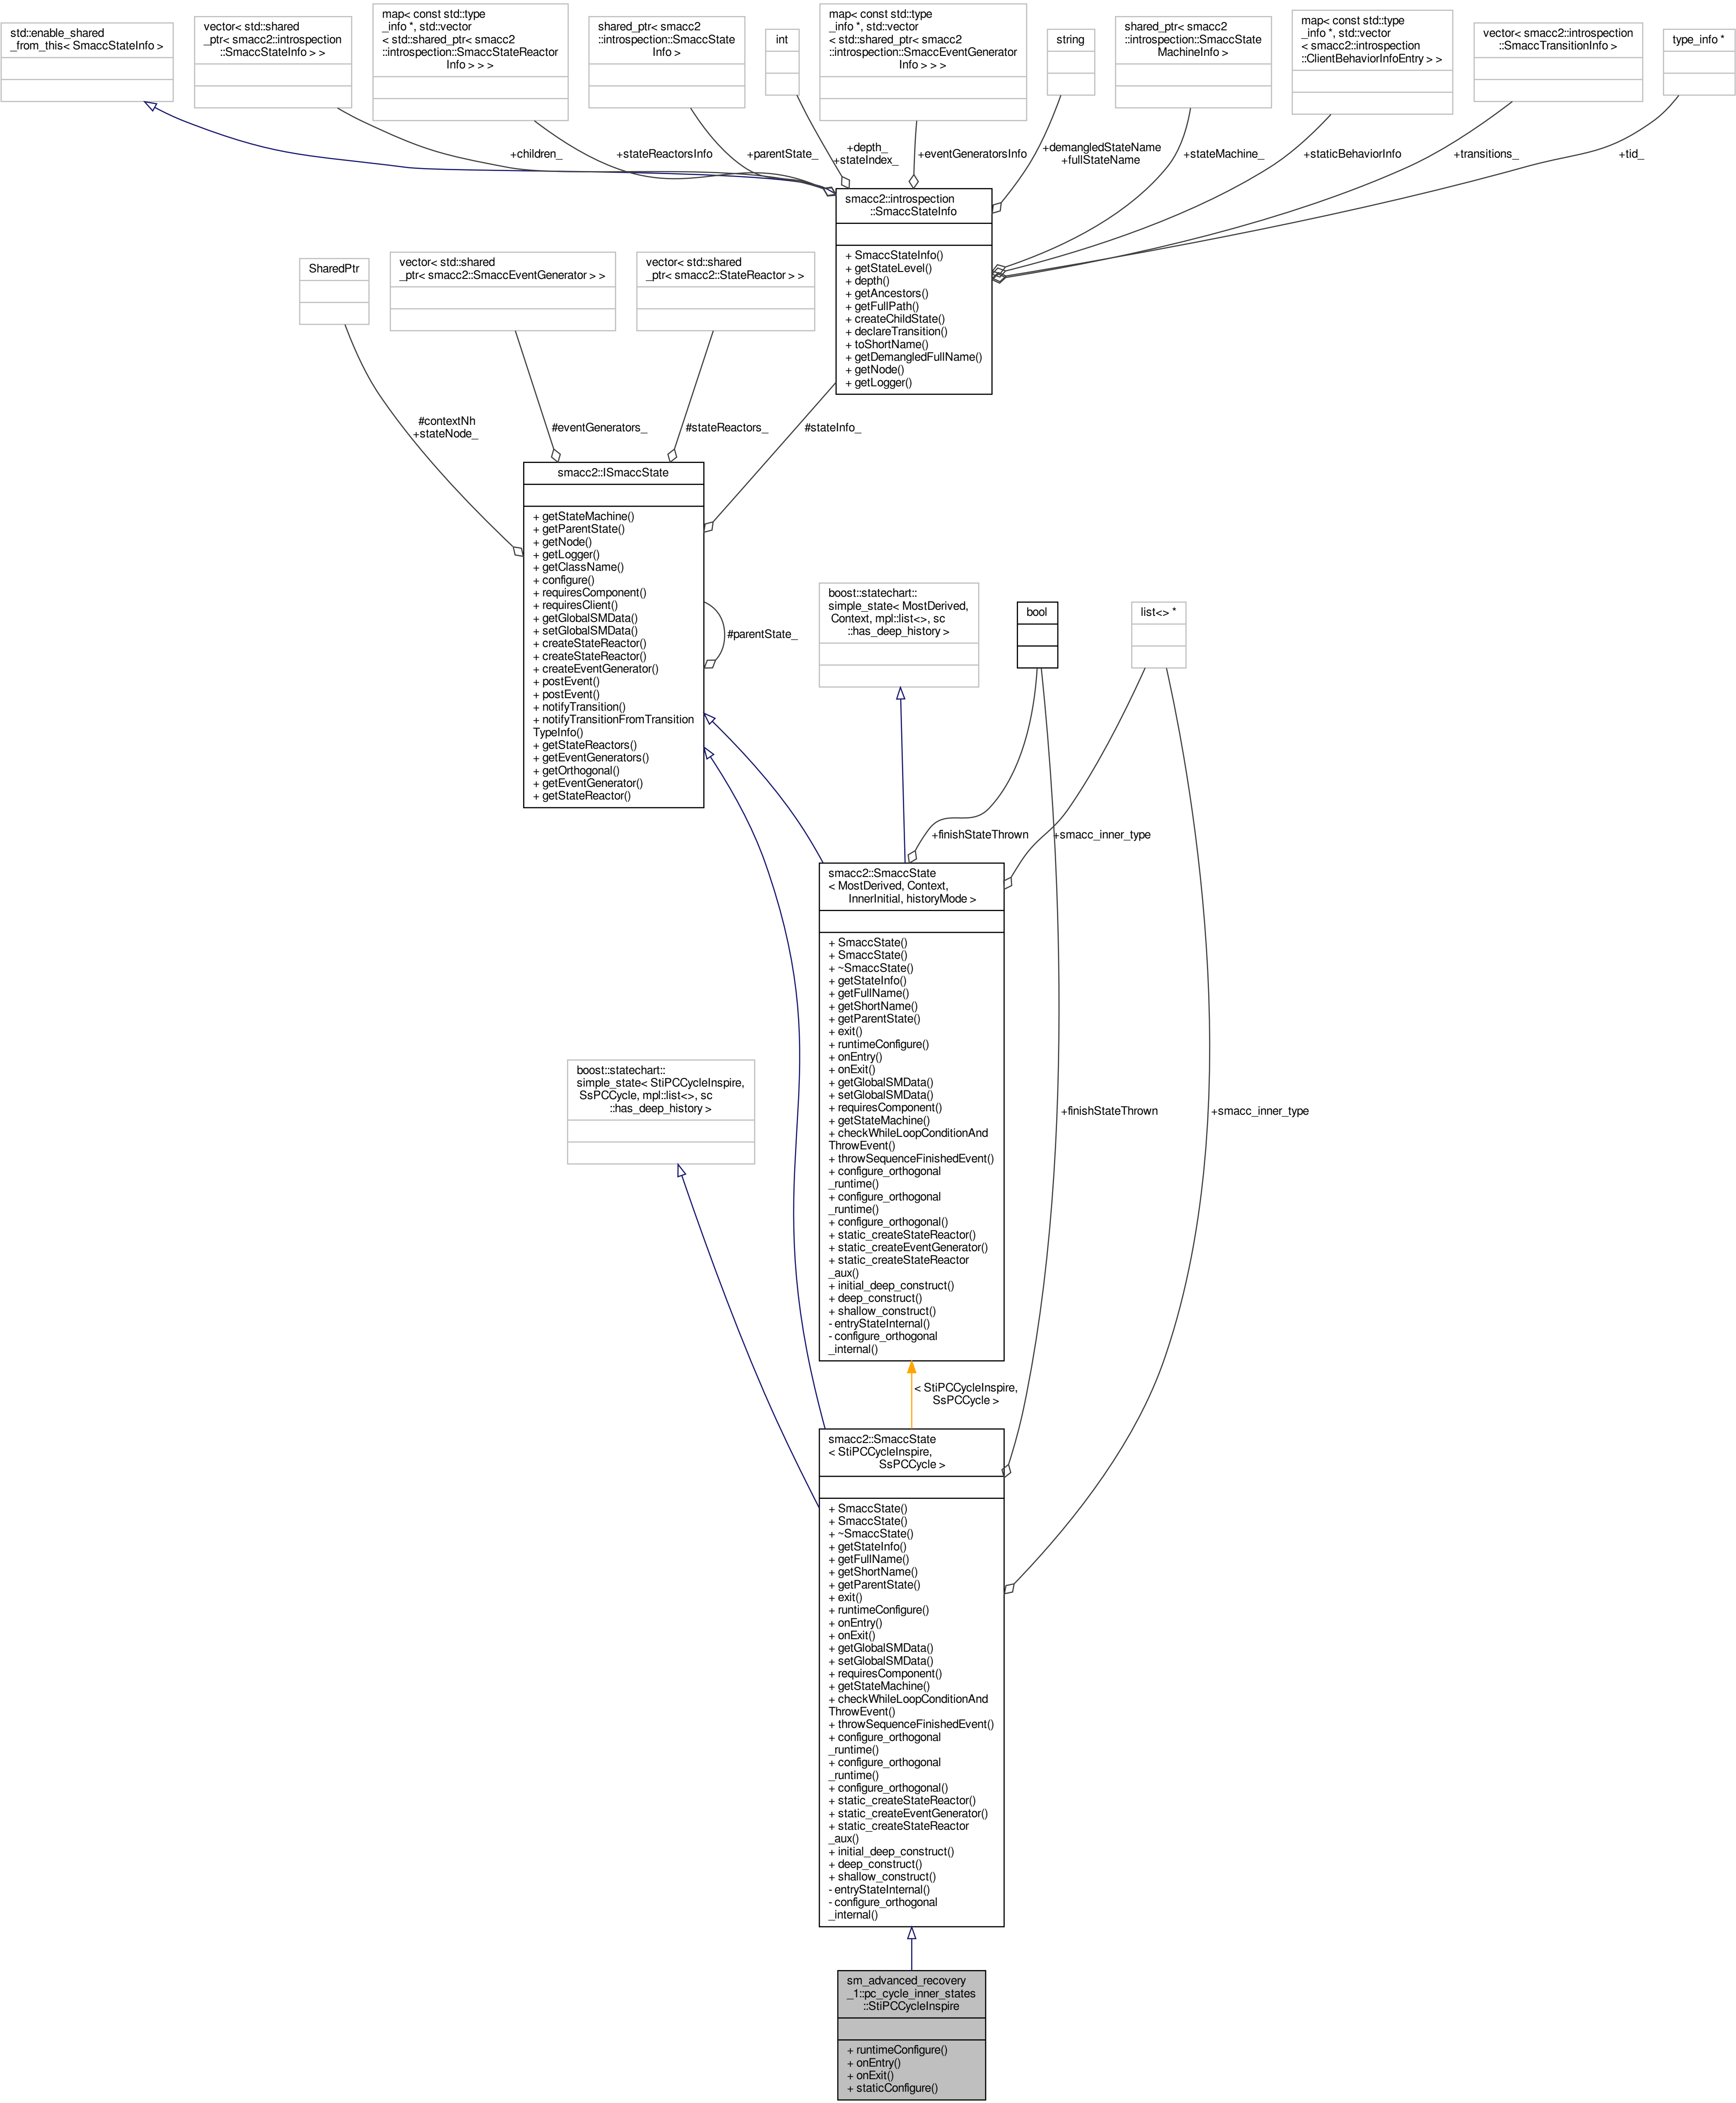 std::enable_shared
_from_this< SmaccStateInfo >
vector< std::shared
_ptr< smacc2::introspection
::SmaccStateInfo > >
map< const std::type
_info *, std::vector
< std::shared_ptr< smacc2
::introspection::SmaccStateReactor
Info > > >
shared_ptr< smacc2
::introspection::SmaccState
Info >
int
map< const std::type
_info *, std::vector
< std::shared_ptr< smacc2
::introspection::SmaccEventGenerator
Info > > >
string
shared_ptr< smacc2
::introspection::SmaccState
MachineInfo >
map< const std::type
_info *, std::vector
< smacc2::introspection
::ClientBehaviorInfoEntry > >
vector< smacc2::introspection
::SmaccTransitionInfo >
type_info *
+children_
+stateReactorsInfo
+parentState_
+depth_
+stateIndex_
+eventGeneratorsInfo
+demangledStateName
+fullStateName
+stateMachine_
+staticBehaviorInfo
+transitions_
+tid_
smacc2::introspection
::SmaccStateInfo
+ SmaccStateInfo()
+ getStateLevel()
+ depth()
+ getAncestors()
+ getFullPath()
+ createChildState()
+ declareTransition()
+ toShortName()
+ getDemangledFullName()
+ getNode()
+ getLogger()
SharedPtr
vector< std::shared
_ptr< smacc2::SmaccEventGenerator > >
vector< std::shared
_ptr< smacc2::StateReactor > >
#contextNh
+stateNode_
#eventGenerators_
#stateReactors_
#stateInfo_
smacc2::ISmaccState
+ getStateMachine()
+ getParentState()
+ getNode()
+ getLogger()
+ getClassName()
+ configure()
+ requiresComponent()
+ requiresClient()
+ getGlobalSMData()
+ setGlobalSMData()
+ createStateReactor()
+ createStateReactor()
+ createEventGenerator()
+ postEvent()
+ postEvent()
+ notifyTransition()
+ notifyTransitionFromTransition
TypeInfo()
+ getStateReactors()
+ getEventGenerators()
+ getOrthogonal()
+ getEventGenerator()
+ getStateReactor()
#parentState_
boost::statechart::
simple_state< MostDerived,
Context, mpl::list<>, sc
::has_deep_history >
bool
list<> *
+finishStateThrown
+smacc_inner_type
smacc2::SmaccState
< MostDerived, Context,
InnerInitial, historyMode >
+ SmaccState()
+ SmaccState()
+ ~SmaccState()
+ getStateInfo()
+ getFullName()
+ getShortName()
+ getParentState()
+ exit()
+ runtimeConfigure()
+ onEntry()
+ onExit()
+ getGlobalSMData()
+ setGlobalSMData()
+ requiresComponent()
+ getStateMachine()
+ checkWhileLoopConditionAnd
ThrowEvent()
+ throwSequenceFinishedEvent()
+ configure_orthogonal
_runtime()
+ configure_orthogonal
_runtime()
+ configure_orthogonal()
+ static_createStateReactor()
+ static_createEventGenerator()
+ static_createStateReactor
_aux()
+ initial_deep_construct()
+ deep_construct()
+ shallow_construct()
- entryStateInternal()
- configure_orthogonal
_internal()
boost::statechart::
simple_state< StiPCCycleInspire,
SsPCCycle, mpl::list<>, sc
::has_deep_history >
+finishStateThrown
+smacc_inner_type
< StiPCCycleInspire,
SsPCCycle >
smacc2::SmaccState
< StiPCCycleInspire,
SsPCCycle >
+ SmaccState()
+ SmaccState()
+ ~SmaccState()
+ getStateInfo()
+ getFullName()
+ getShortName()
+ getParentState()
+ exit()
+ runtimeConfigure()
+ onEntry()
+ onExit()
+ getGlobalSMData()
+ setGlobalSMData()
+ requiresComponent()
+ getStateMachine()
+ checkWhileLoopConditionAnd
ThrowEvent()
+ throwSequenceFinishedEvent()
+ configure_orthogonal
_runtime()
+ configure_orthogonal
_runtime()
+ configure_orthogonal()
+ static_createStateReactor()
+ static_createEventGenerator()
+ static_createStateReactor
_aux()
+ initial_deep_construct()
+ deep_construct()
+ shallow_construct()
- entryStateInternal()
- configure_orthogonal
_internal()
sm_advanced_recovery
_1::pc_cycle_inner_states
::StiPCCycleInspire
+ runtimeConfigure()
+ onEntry()
+ onExit()
+ staticConfigure()